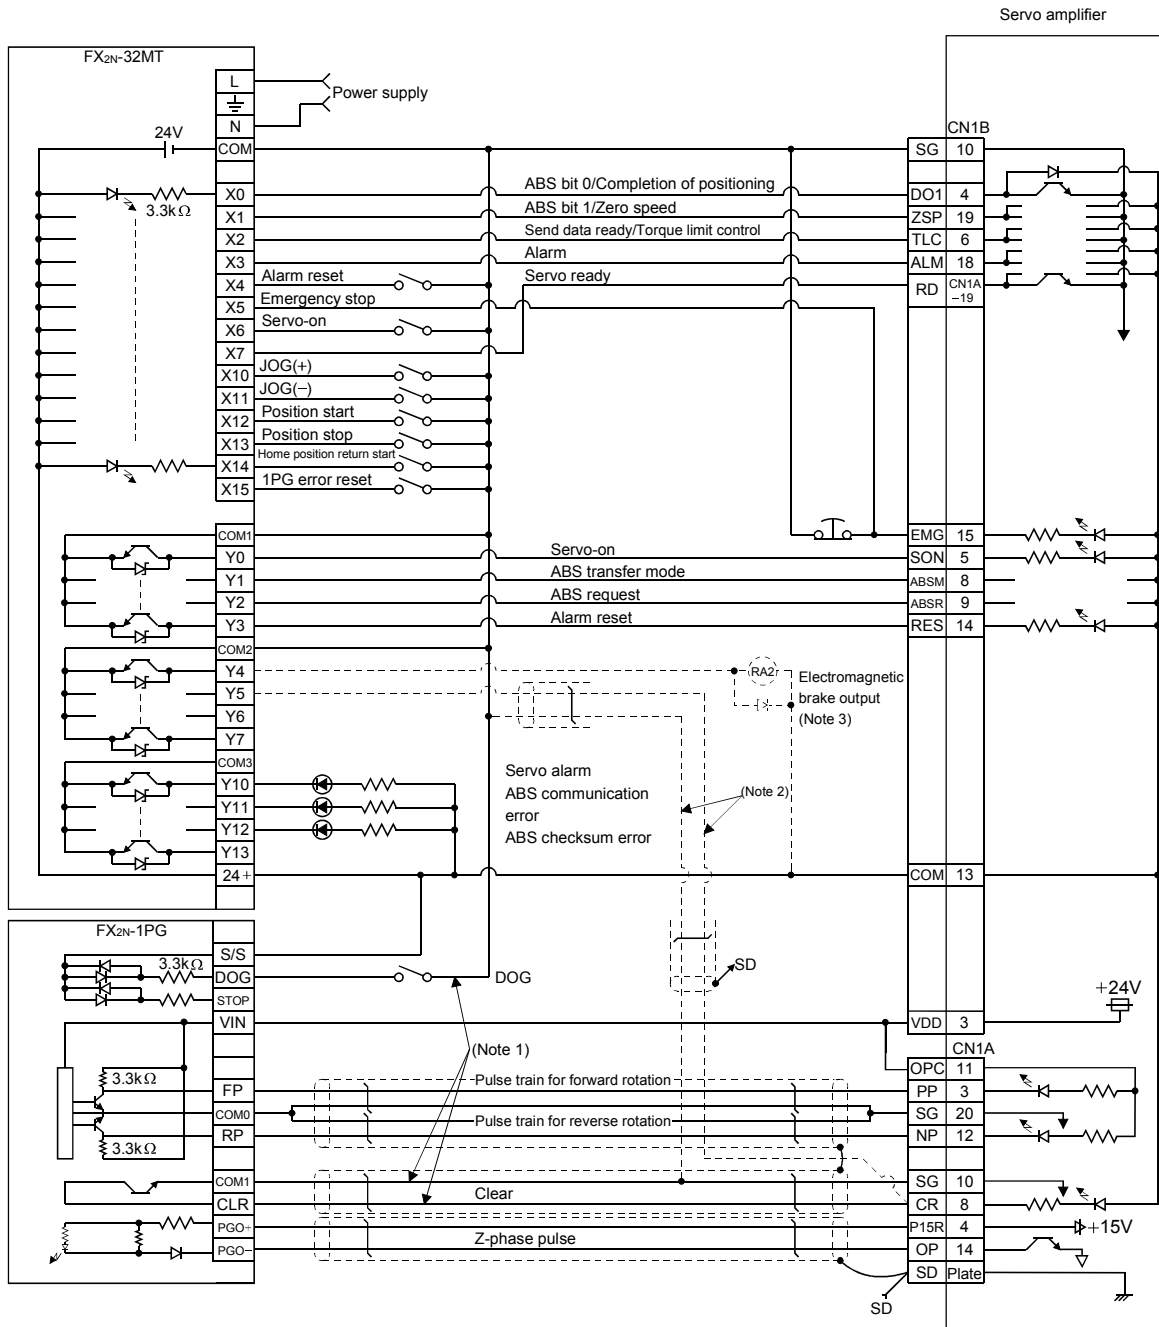 Servo amplifier
FX2N-32MT
L
N
Power supply
24V
COM
CN1B
SG 10
X0
3.3kΩ
ABS bit 0/Completion of positioning
DO1 4
X1
ABS bit 1/Zero speed
ZSP 19
X2
Send data ready/Torque limit control
TLC 6
X3
Alarm
ALM 18
X4
Alarm reset
Servo ready
RD CN1A
−19
X5
Emergency stop
X6
Servo-on
X7
X10
JOG(+)
X11
JOG(−)
X12
Position start
X13
Position stop
X14
Home position return start
X15
1PG error reset
COM1
EMG 15
Y0
Servo-on
SON 5
Y1
ABS transfer mode
ABSM 8
Y2
ABS request
ABSR 9
Y3
Alarm reset
RES 14
COM2
Y4
RA2
Electromagnetic
brake output
(Note 3)
Y5
Y6
Y7
COM3
Y10
Y11
Y12
Y13
Servo alarm
ABS communication
error
ABS checksum error
(Note 2)
24+
COM 13
FX2N-1PG
S/S
3.3kΩ
DOG
DOG
SD
STOP
+24V
VIN
VDD 3
(Note 1)
CN1A
OPC 11
3.3kΩ
FP
Pulse train for forward rotation
PP 3
COM0
SG 20
RP
Pulse train for reverse rotation
NP 12
3.3kΩ
COM1
SG 10
CLR
Clear
CR 8
PGO+
P15R 4
+15V
PGO−
Z-phase pulse
OP 14
SD Plate
SD